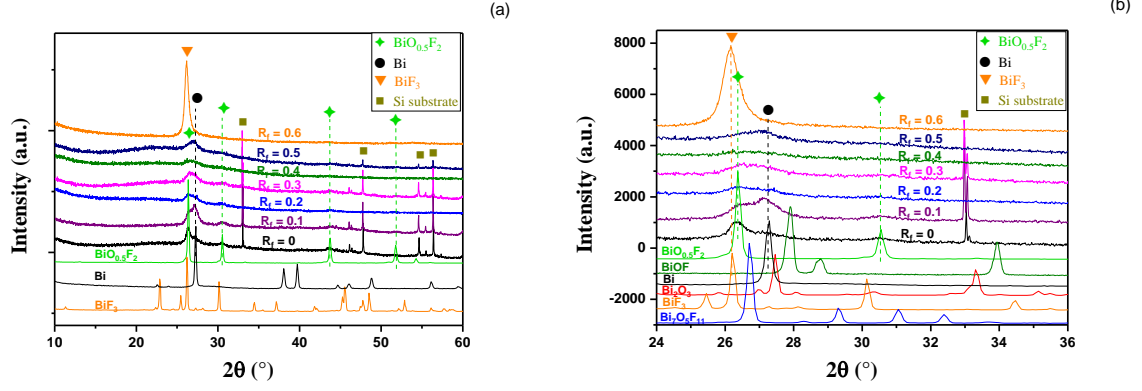 (a)
BiO0.5F2
Bi
BiF3
Si substrate
Rf = 0.6
Rf = 0.5
Rf = 0.4
Rf = 0.3
Rf = 0.2
Rf = 0.1
Rf = 0
BiO0.5F2
Bi
BiF3
Intensity (a.u.)
10 20 30 40 50 60
2θ (°)
(b)
BiO0.5F2
Bi
BiF3
Si substrate
8000
6000
4000
2000
0
-2000
Rf = 0.6
Rf = 0.5
Rf = 0.4
Rf = 0.3
Rf = 0.2
Rf = 0.1
Rf = 0
BiO0.5F2
BiOF
Bi
Bi2O3
BiF3
Bi7O5F11
Intensity (a.u.)
24 26 28 30 32 34 36
2θ (°)